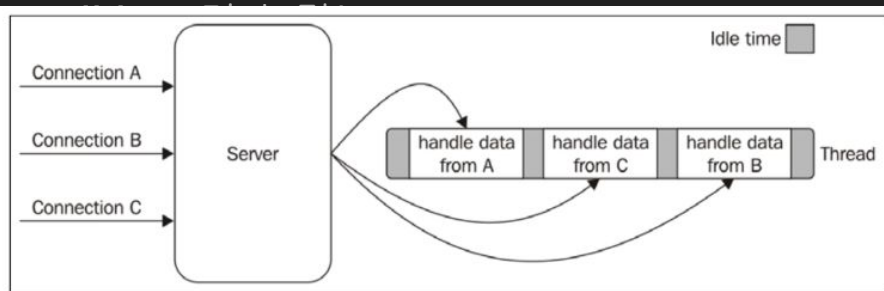 Idle time
Connection A
Connection B
Connection C
Server
handle data
from A
handle data
from C
handle data
from B
Thread